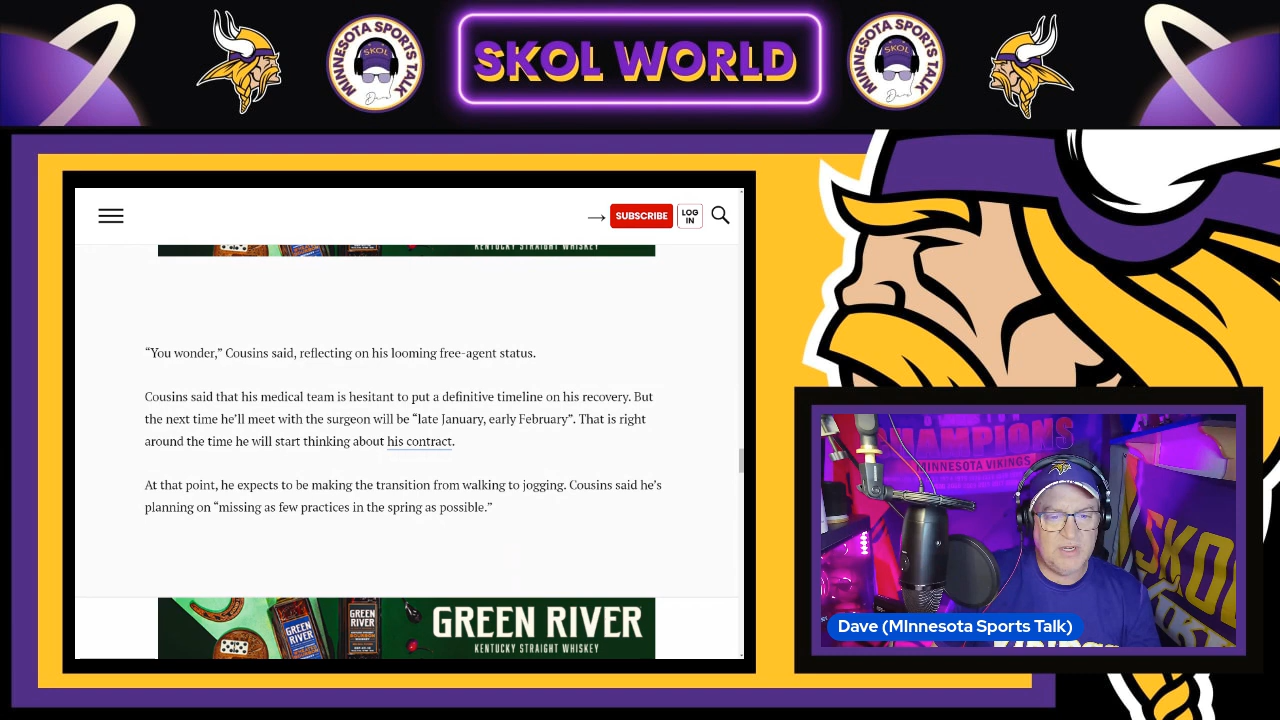 MINNESOTA SPORTS TALK
SKOL
Dave
SKOL WORLD
MINNESOTA SPORTS TALK
SKOL
Dave
SUBSCRIBE
LOG
IN
KENTUCKY STRAIGHT WHISKEY
“You wonder,” Cousins said, reflecting on his looming free-agent status.
Cousins said that his medical team is hesitant to put a definitive timeline on his recovery. But
the next time he’ll meet with the surgeon will be “late January, early February”. That is right
around the time he will start thinking about his contract.
At that point, he expects to be making the transition from walking to jogging. Cousins said he’s
planning on “missing as few practices in the spring as possible.”
GREEN RIVER
KENTUCKY STRAIGHT WHISKEY
GREEN
RIVER
GREEN
RIVER
CHAMPIONS
MINNESOTA VIKINGS
SKOL
Dave (MInnesota Sports Talk)